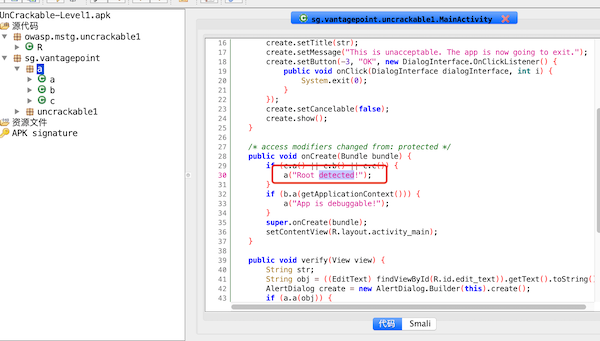 UnCrackable-Level1.apk
源代码
owasp.mstg.uncrackable1
R
sg.vantagepoint
a
a
b
c
uncrackable1
资源文件
APK signature
sg.vantagepoint.uncrackable1.MainActivity
16 create.setTitle(str);
17 create.setMessage("This is unacceptable. The app is now going to exit.");
18 create.setButton(-3, "OK", new DialogInterface.OnClickListener() {
19 public void onClick(DialogInterface dialogInterface, int i) {
20 System.exit(0);
21 }
22 });
23 create.setCancelable(false);
24 create.show();
25 }
/* access modifiers changed from: protected */
28 public void onCreate(Bundle bundle) {
29 if (c.a() || c.b() || c.c()) {
30 a("Root detected!");
31 }
32 if (b.a(getApplicationContext())) {
33 a("App is debuggable!");
34 }
35 super.onCreate(bundle);
36 setContentView(R.layout.activity_main);
37 }
39 public void verify(View view) {
40 String str;
41 String obj = ((EditText) findViewById(R.id.edit_text)).getText().toString()
42 AlertDialog create = new AlertDialog.Builder(this).create();
43 if (a.a(obj)) {
代码
Smali